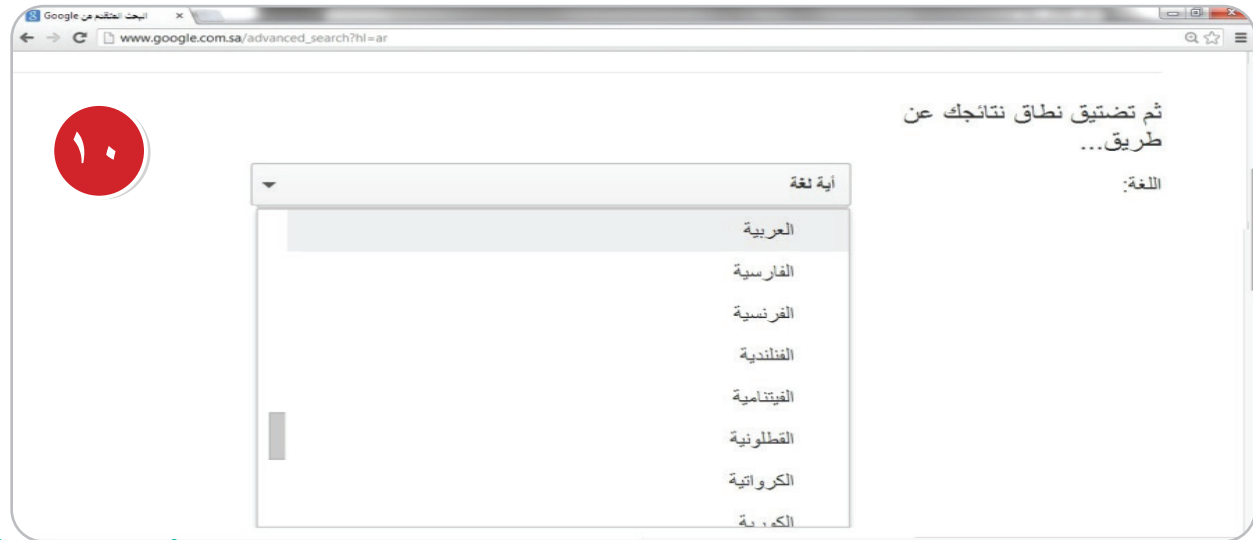 البحث المتقدم من Google
www.google.com.sa/advanced_search?hl=ar
ثم تضتيق نطاق نتائجك عن
طريق...
١٠
اللغة:
أية لغة
العربية
الفارسية
الفرنسية
الفنلندية
الفيتنامية
القطلونية
الكرواتية
الكورية